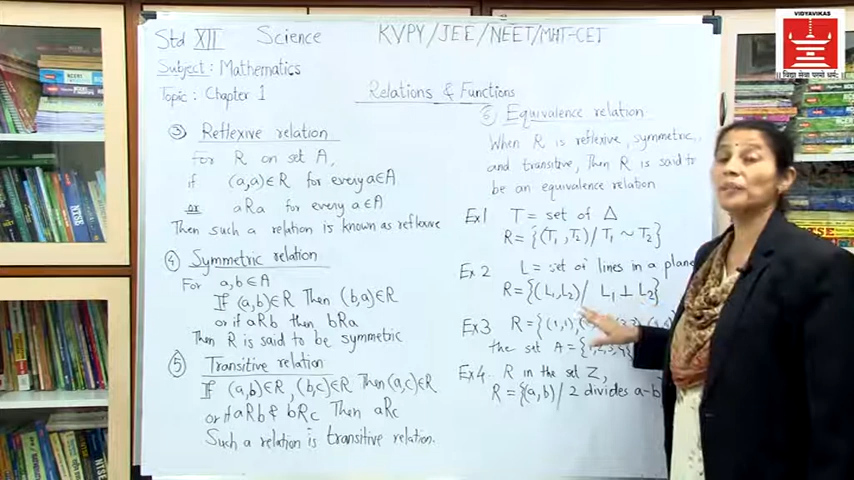 Std XII Science KVPY/JEE/NEET/MHT-CET
Subject: Mathematics
Topic: Chapter 1 Relations & Functions
③ Reflexive relation
For R on set A,
if (a,a)∈R for every a∈A
or aRa for every a∈A
Then such a relation is known as reflexive
④ Symmetric relation
For a,b∈A
If (a,b)∈R Then (b,a)∈R
or if aRb then bRa
Then R is said to be symmetric
⑤ Transitive relation
If (a,b)∈R, (b,c)∈R Then (a,c)∈R
or if aRb & bRc Then aRc
Such a relation is transitive relation.
⑥ Equivalence relation
When R is reflexive, symmetric,
and transitive, Then R is said to
be an equivalence relation
Ex1 T = set of Δ
R={(T₁,T₂)/ T₁ ~ T₂}
Ex 2 L = set of lines in a plane
R={(L₁,L₂)/ L₁ ⊥ L₂}
Ex3 R={(1,1),
the set A={1,2,3,4}
Ex4. R in the set Z,
R={(a,b)/ 2 divides a-b
VIDYAVIKAS
॥ विद्या सेवा परमो धर्मः ॥